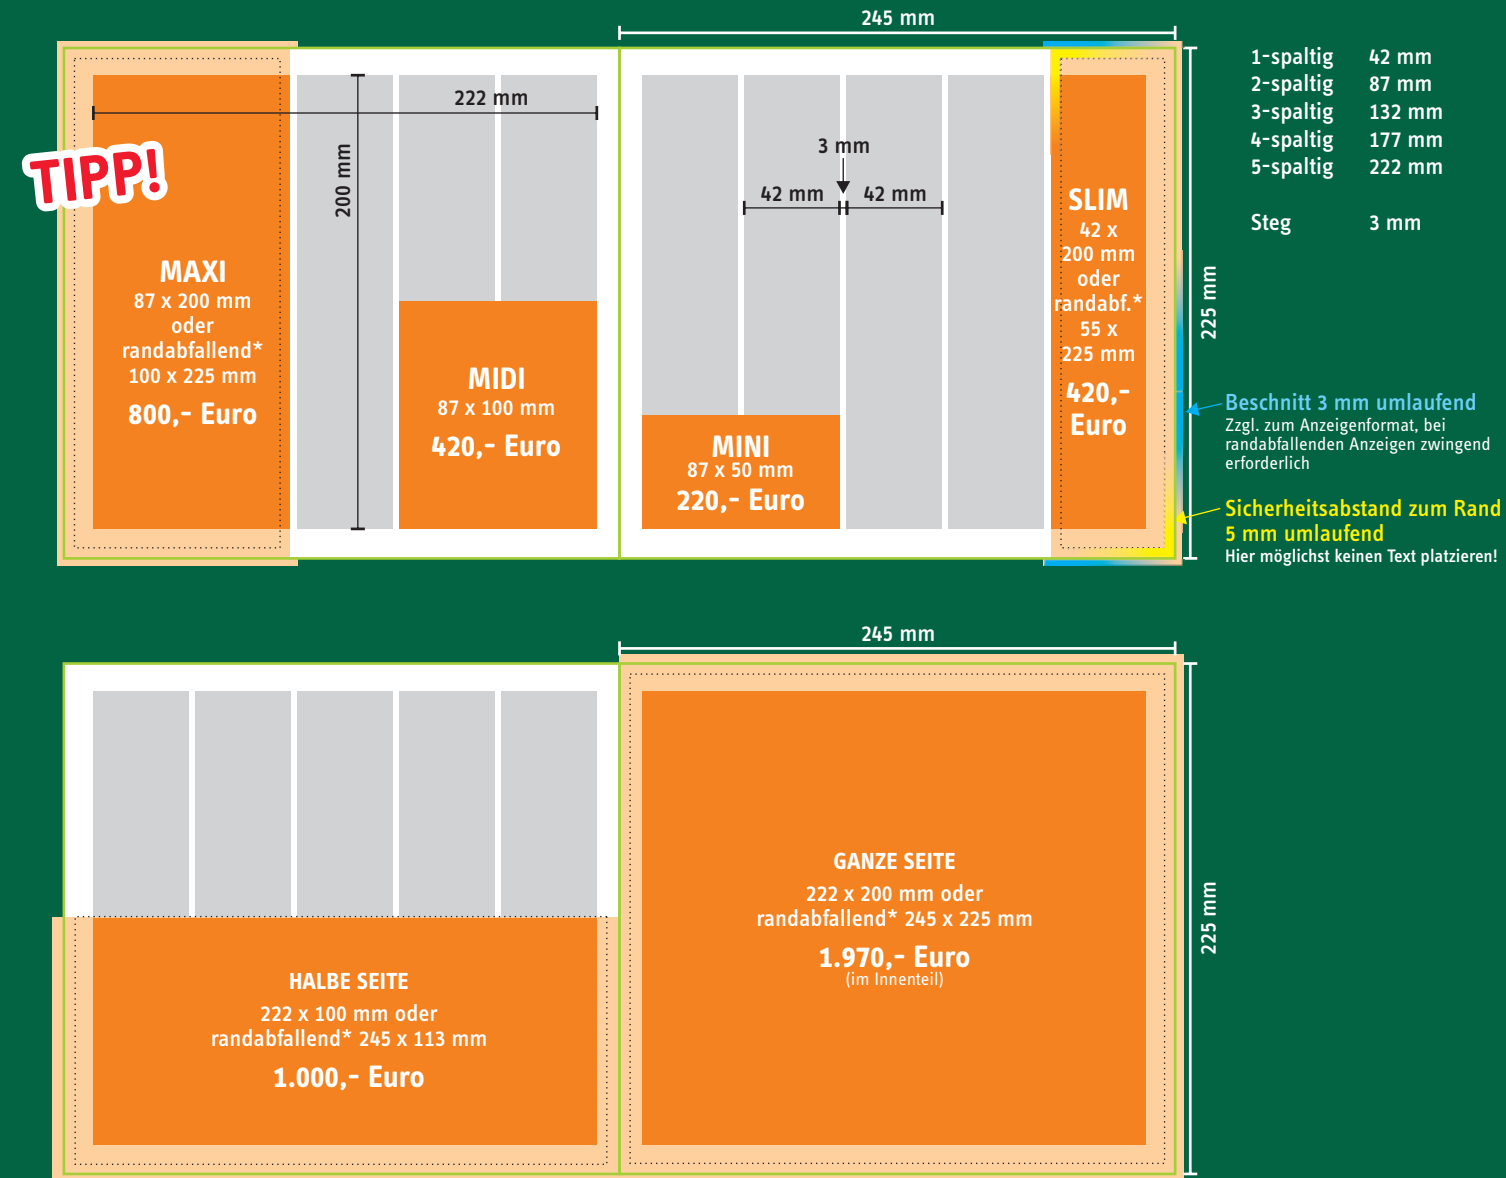 245 mm
1-spaltig 42 mm
2-spaltig 87 mm
3-spaltig 132 mm
4-spaltig 177 mm
5-spaltig 222 mm
Steg 3 mm
222 mm
200 mm
TIPP!
MAXI
87 x 200 mm
oder
randabfallend*
100 x 225 mm
800,- Euro
MIDI
87 x 100 mm
420,- Euro
3 mm
42 mm 42 mm
MINI
87 x 50 mm
220,- Euro
SLIM
42 x
200 mm
oder
randabf.*
55 x
225 mm
420,-
Euro
225 mm
Beschnitt 3 mm umlaufend
Zzgl. zum Anzeigenformat, bei
randabfallenden Anzeigen zwingend
erforderlich
Sicherheitsabstand zum Rand
5 mm umlaufend
Hier möglichst keinen Text platzieren!
245 mm
HALBE SEITE
222 x 100 mm oder
randabfallend* 245 x 113 mm
1.000,- Euro
GANZE SEITE
222 x 200 mm oder
randabfallend* 245 x 225 mm
1.970,- Euro
(im Innenteil)
225 mm